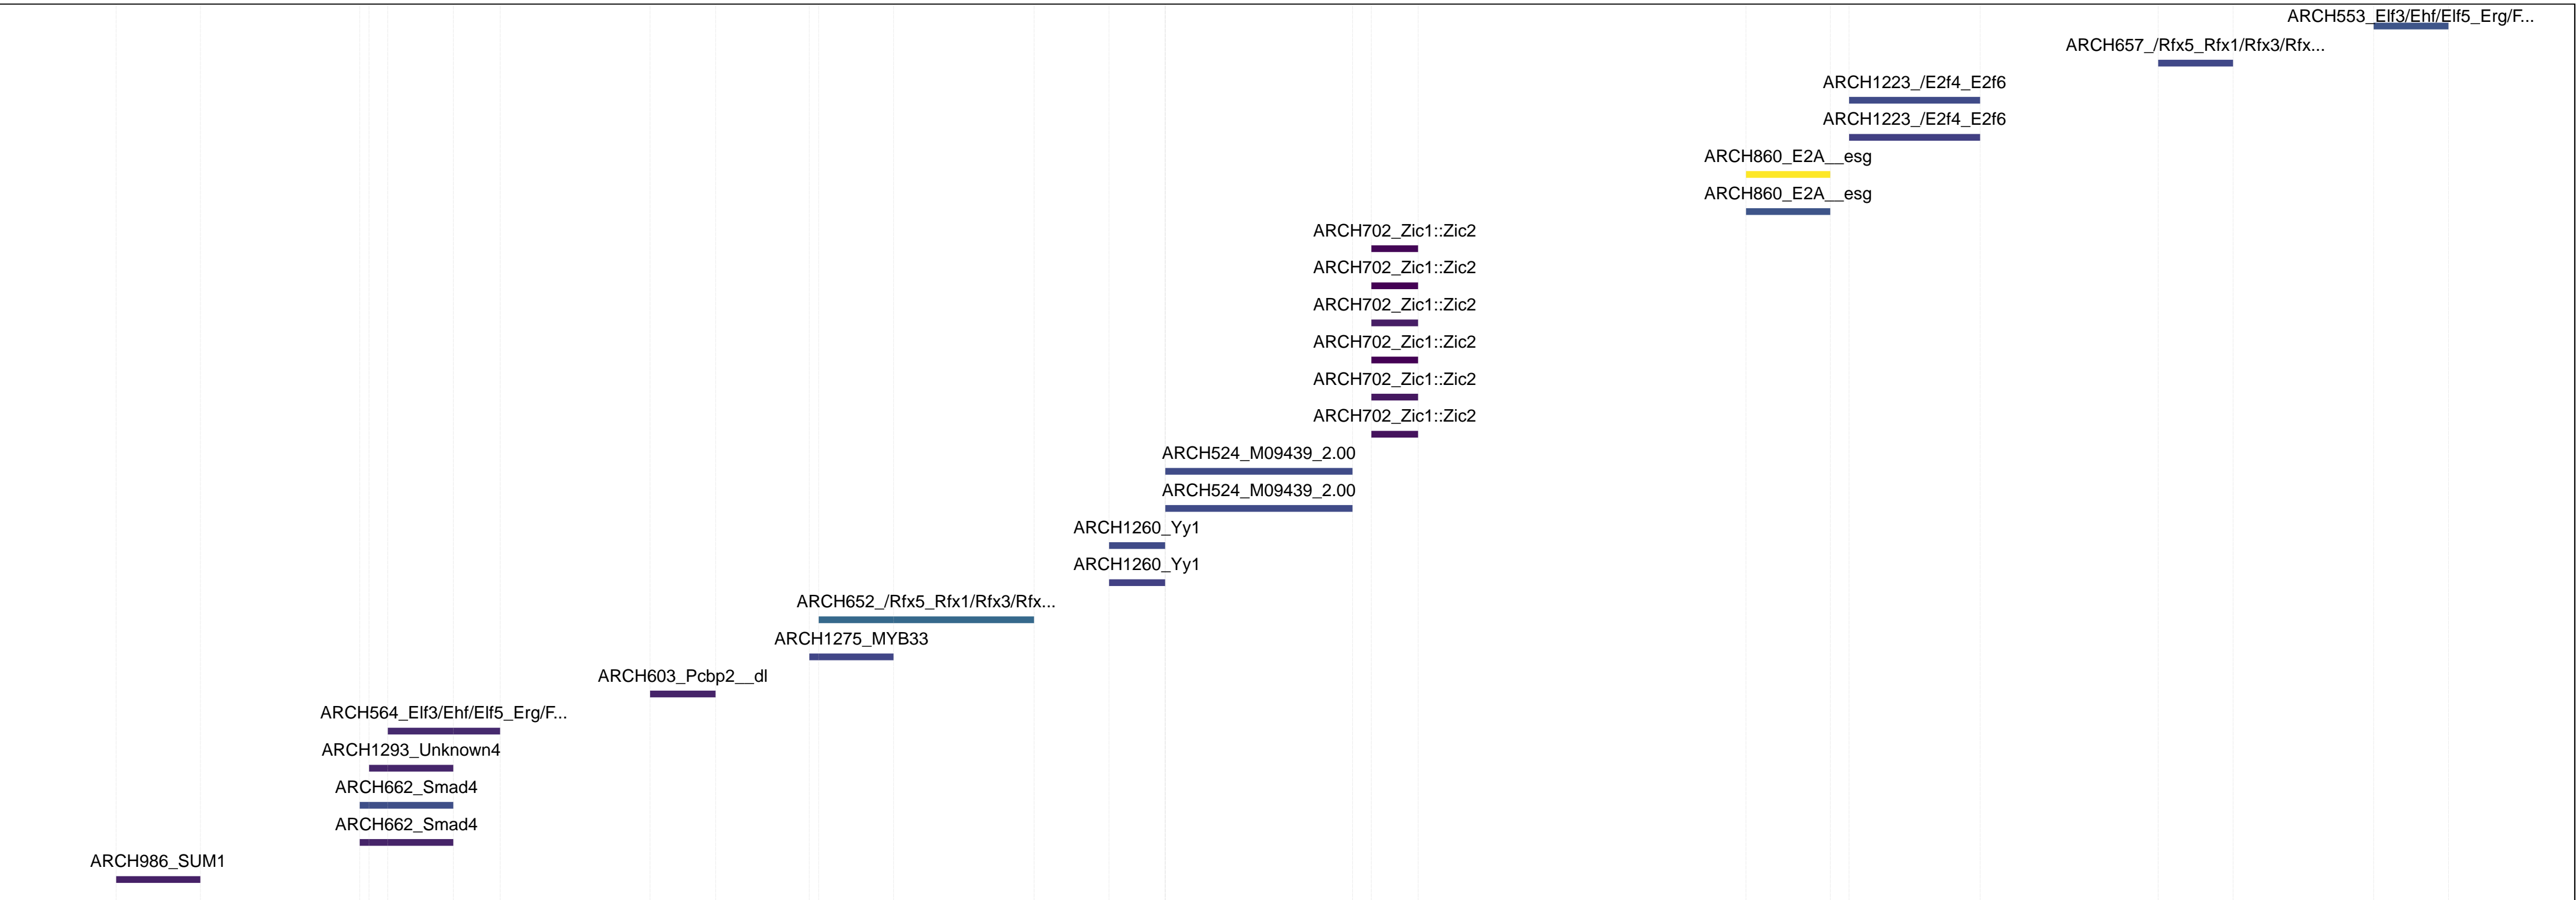 ARCH553_Elf3/Ehf/Elf5_Erg/F...
ARCH657_/Rfx5_Rfx1/Rfx3/Rfx...
ARCH1223_/E2f4_E2f6
ARCH1223_/E2f4_E2f6
ARCH860_E2A__esg
ARCH860_E2A__esg
ARCH702_Zic1::Zic2
ARCH702_Zic1::Zic2
ARCH702_Zic1::Zic2
ARCH702_Zic1::Zic2
ARCH702_Zic1::Zic2
ARCH702_Zic1::Zic2
ARCH524_M09439_2.00
ARCH524_M09439_2.00
ARCH1260_Yy1
ARCH1260_Yy1
ARCH652_/Rfx5_Rfx1/Rfx3/Rfx...
ARCH1275_MYB33
ARCH603_Pcbp2__dl
ARCH564_Elf3/Ehf/Elf5_Erg/F...
ARCH1293_Unknown4
ARCH662_Smad4
ARCH662_Smad4
ARCH986_SUM1